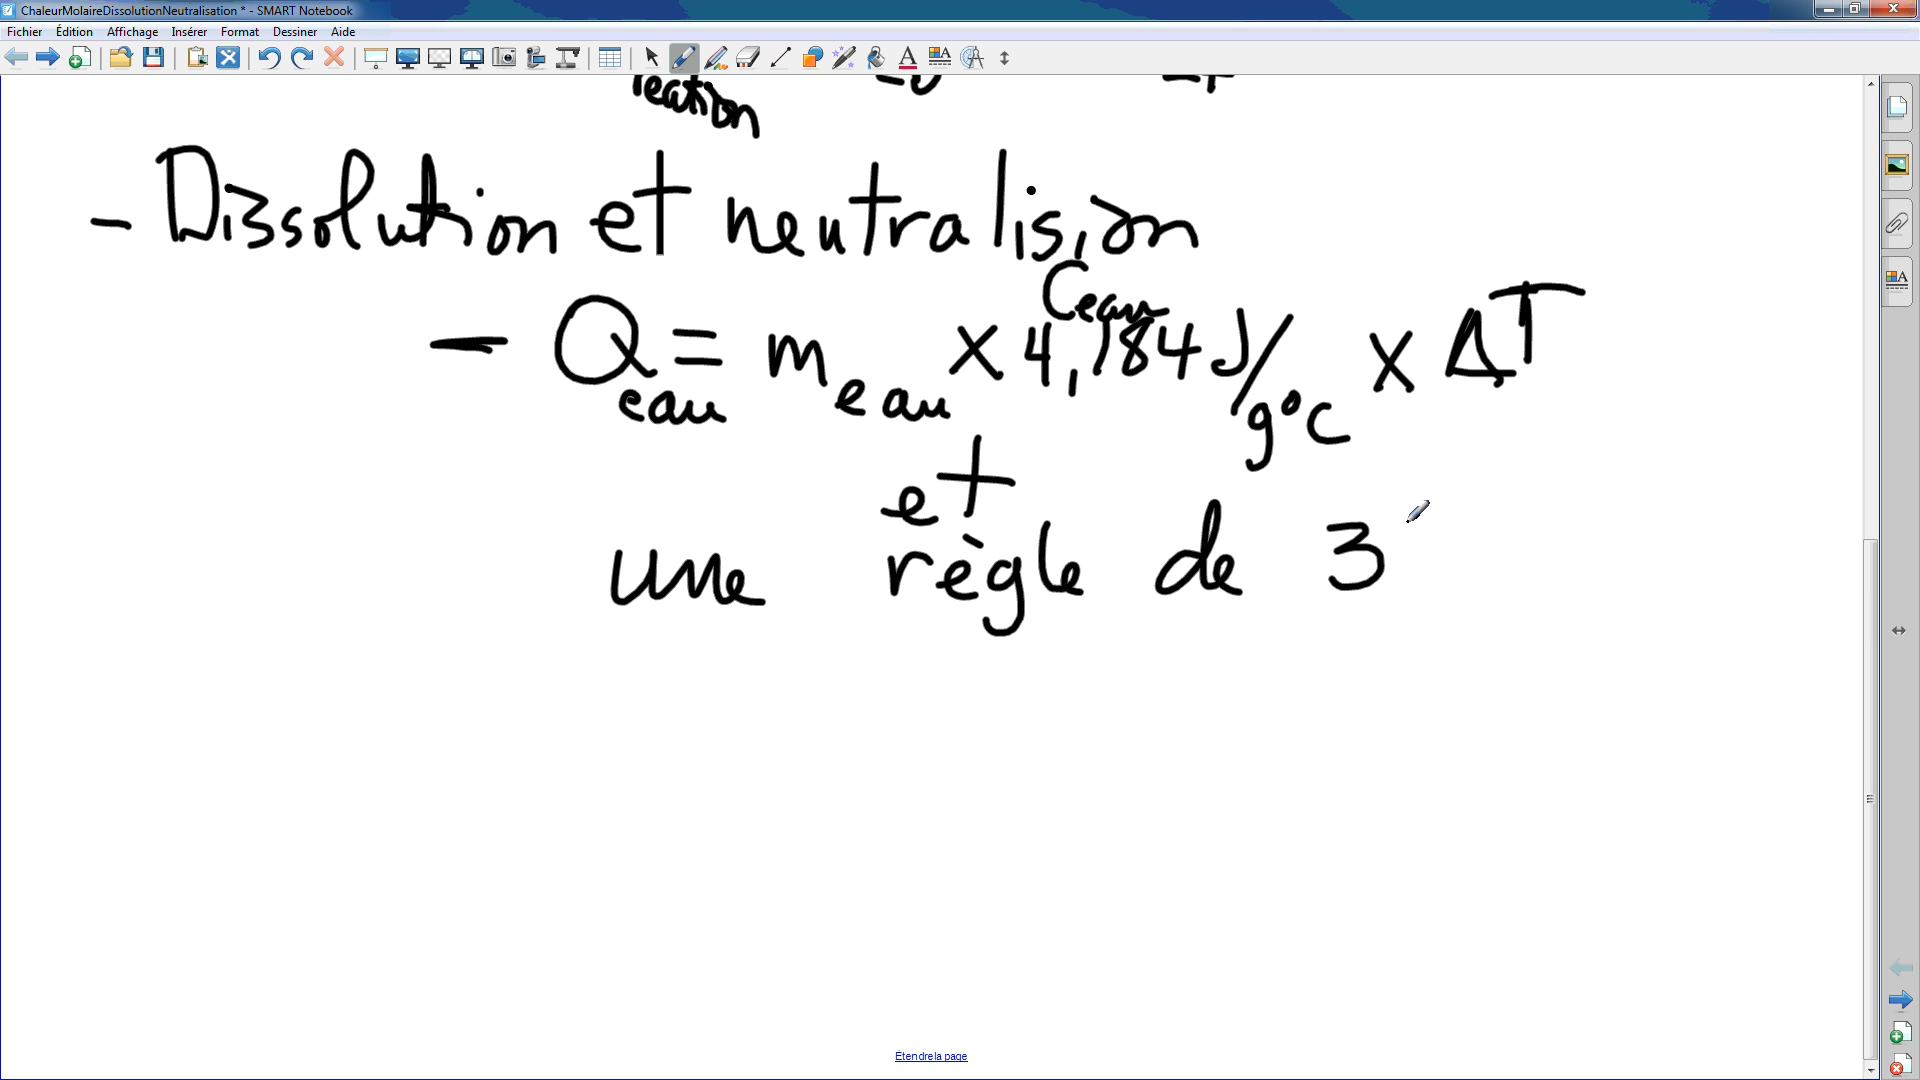 ChaleurMolaireDissolutionNeutralisation * - SMART Notebook
Fichier Édition Affichage Insérer Format Dessiner Aide
réaction
- Dissolution et neutralision
Ceau
- Qeau = meau x 4,184 J/g°C x ΔT
et
une règle de 3
Étendre la page